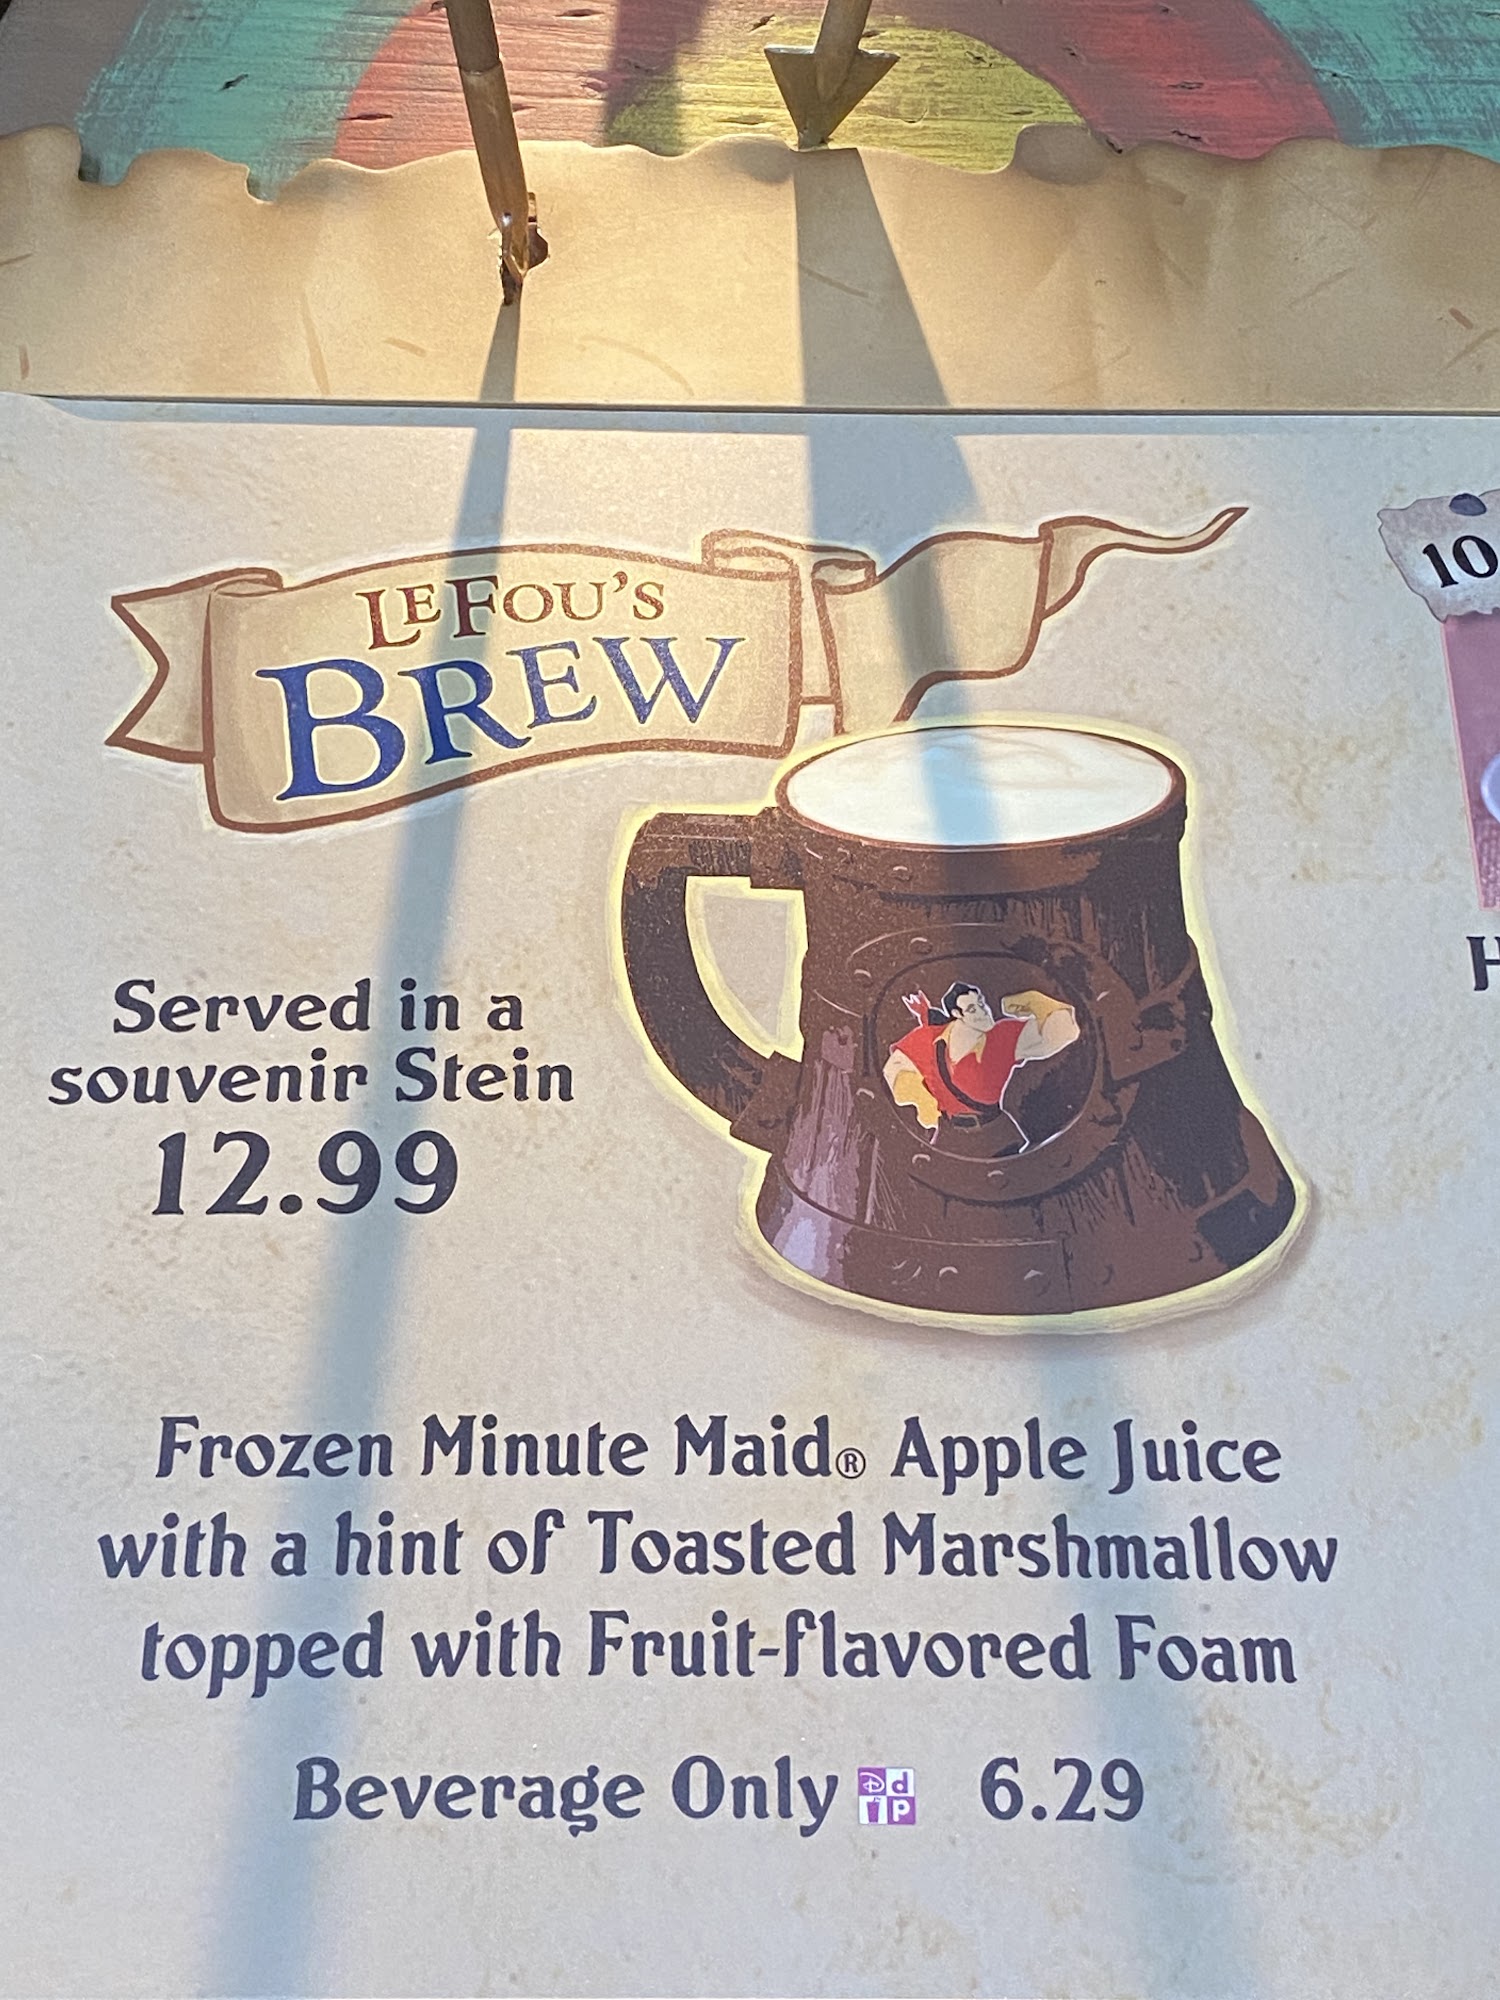 LEFOU'S
BREW
10
Served in a
souvenir Stein
12.99
Frozen Minute Maid® Apple Juice
with a hint of Toasted Marshmallow
topped with Fruit-flavored Foam
Beverage Only D d p 6.29